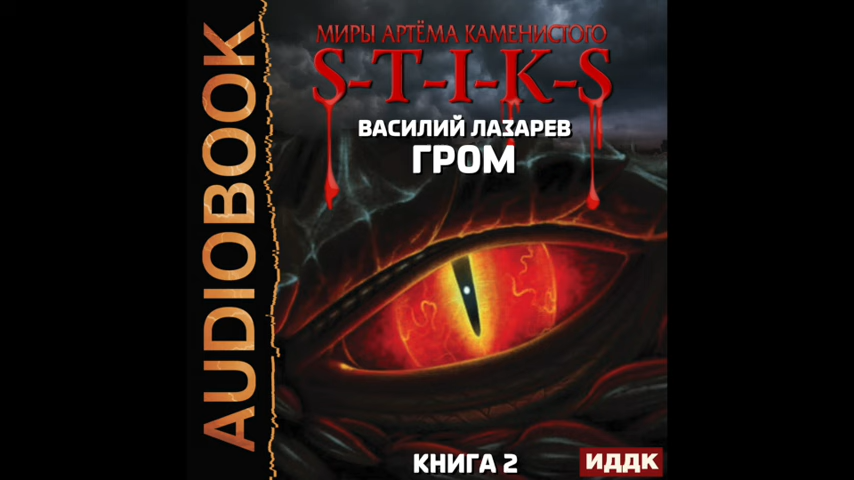 AUDIOBOOK
МИРЫ АРТЁМА КАМЕНИСТОГО
S-T-I-K-S
ВАСИЛИЙ ЛАЗАРЕВ
ГРОМ
КНИГА 2
ИДДК